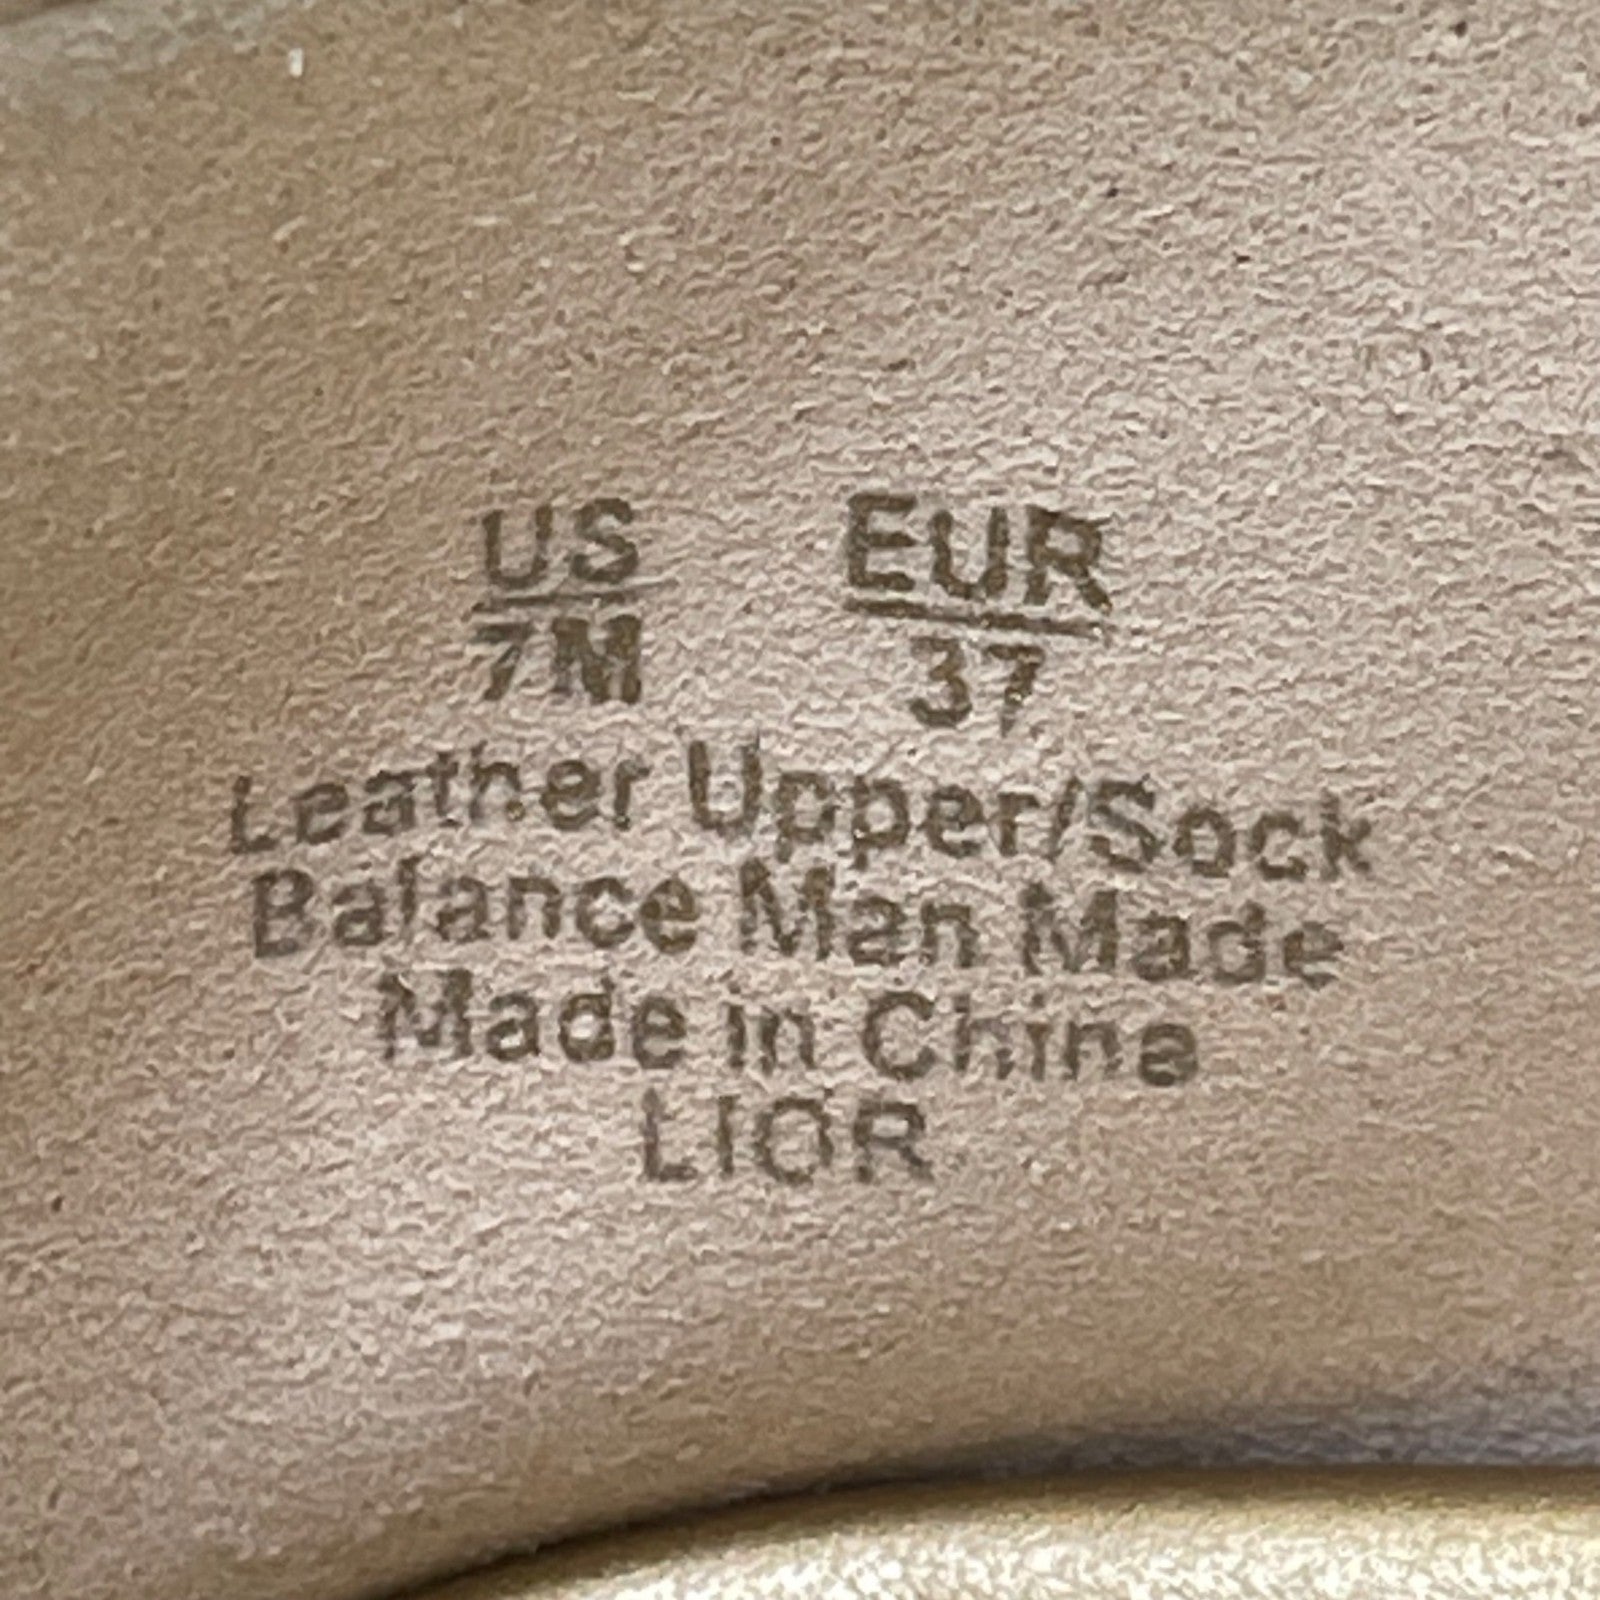 US EUR
7M 37
Leather Upper/Sock
Balance Man Made
Made in China
LIOR